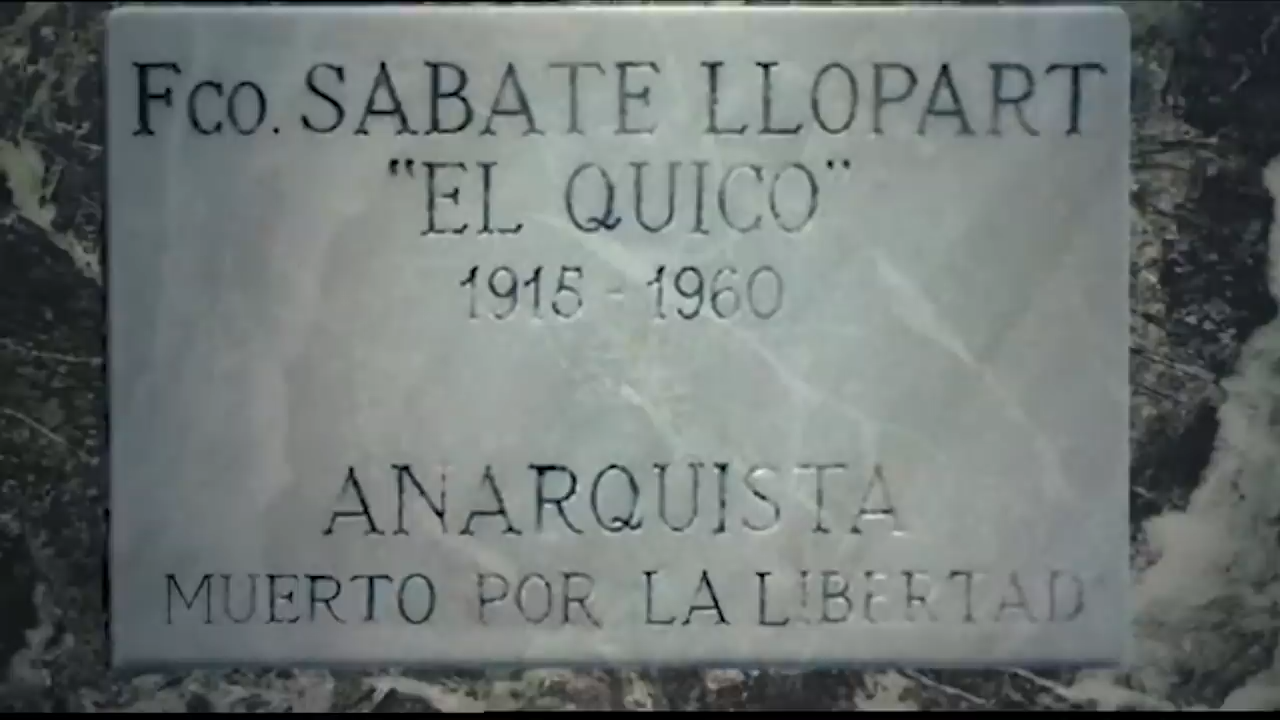 Fco. SABATE LLOPART
"EL QUICO"
1915 - 1960
ANARQUISTA
MUERTO POR LA LIBERTAD